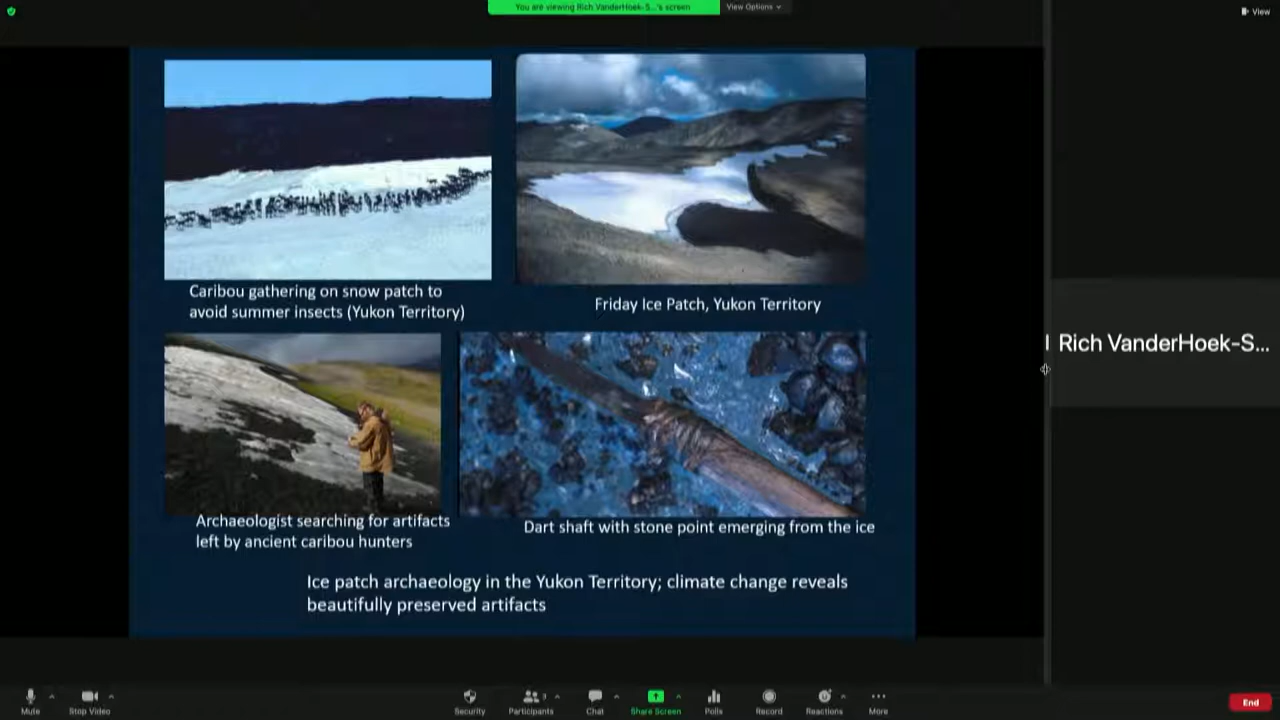 You are viewing Rich VanderHoek-S...'s screen
View Options
View
Caribou gathering on snow patch to
avoid summer insects (Yukon Territory)
Friday Ice Patch, Yukon Territory
Rich VanderHoek-S...
Archaeologist searching for artifacts
left by ancient caribou hunters
Dart shaft with stone point emerging from the ice
Ice patch archaeology in the Yukon Territory; climate change reveals
beautifully preserved artifacts
Mute
Stop Video
Security
Participants
3
Chat
Share Screen
Polls
Record
Reactions
More
End